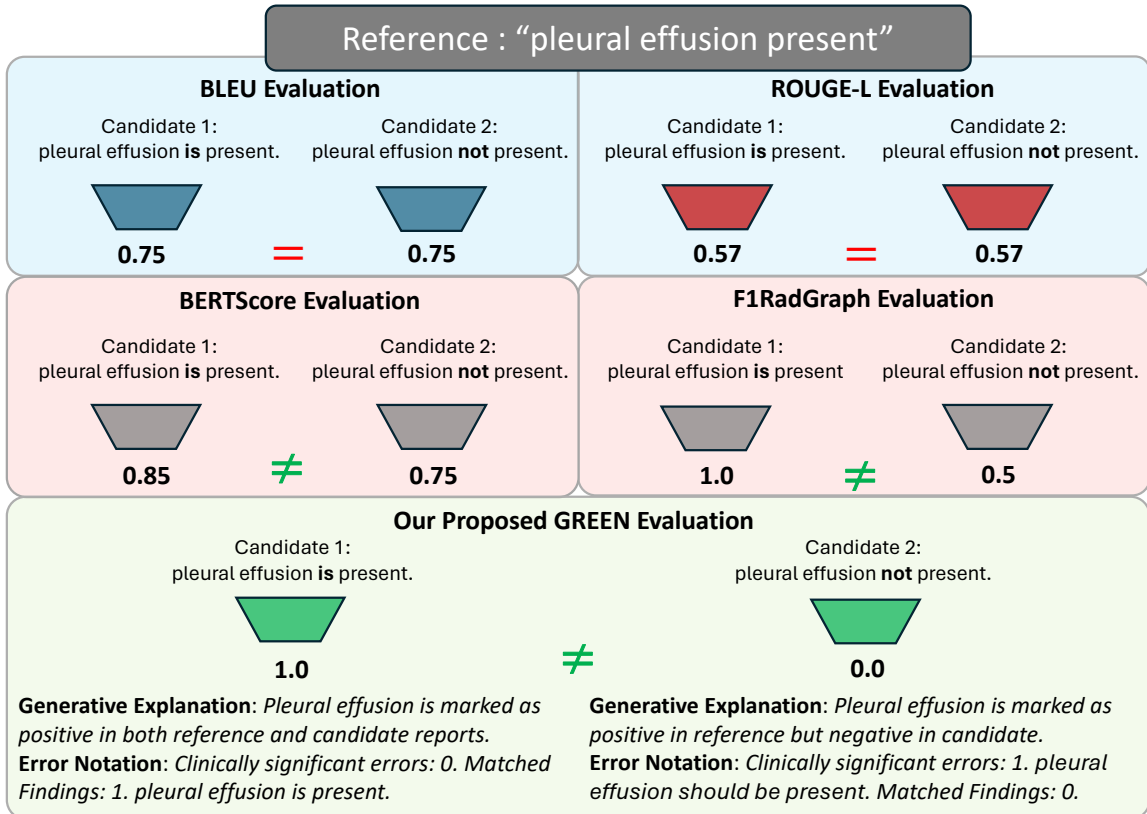 Reference : “pleural effusion present”
BLEU Evaluation
Candidate 1:
pleural effusion is present.
Candidate 2:
pleural effusion not present.
0.75
=
0.75
ROUGE-L Evaluation
Candidate 1:
pleural effusion is present.
Candidate 2:
pleural effusion not present.
0.57
=
0.57
BERTScore Evaluation
Candidate 1:
pleural effusion is present.
Candidate 2:
pleural effusion not present.
0.85
≠
0.75
F1RadGraph Evaluation
Candidate 1:
pleural effusion is present
Candidate 2:
pleural effusion not present.
1.0
≠
0.5
Our Proposed GREEN Evaluation
Candidate 1:
pleural effusion is present.
1.0
Generative Explanation: Pleural effusion is marked as
positive in both reference and candidate reports.
Error Notation: Clinically significant errors: 0. Matched
Findings: 1. pleural effusion is present.
≠
Candidate 2:
pleural effusion not present.
0.0
Generative Explanation: Pleural effusion is marked as
positive in reference but negative in candidate.
Error Notation: Clinically significant errors: 1. pleural
effusion should be present. Matched Findings: 0.